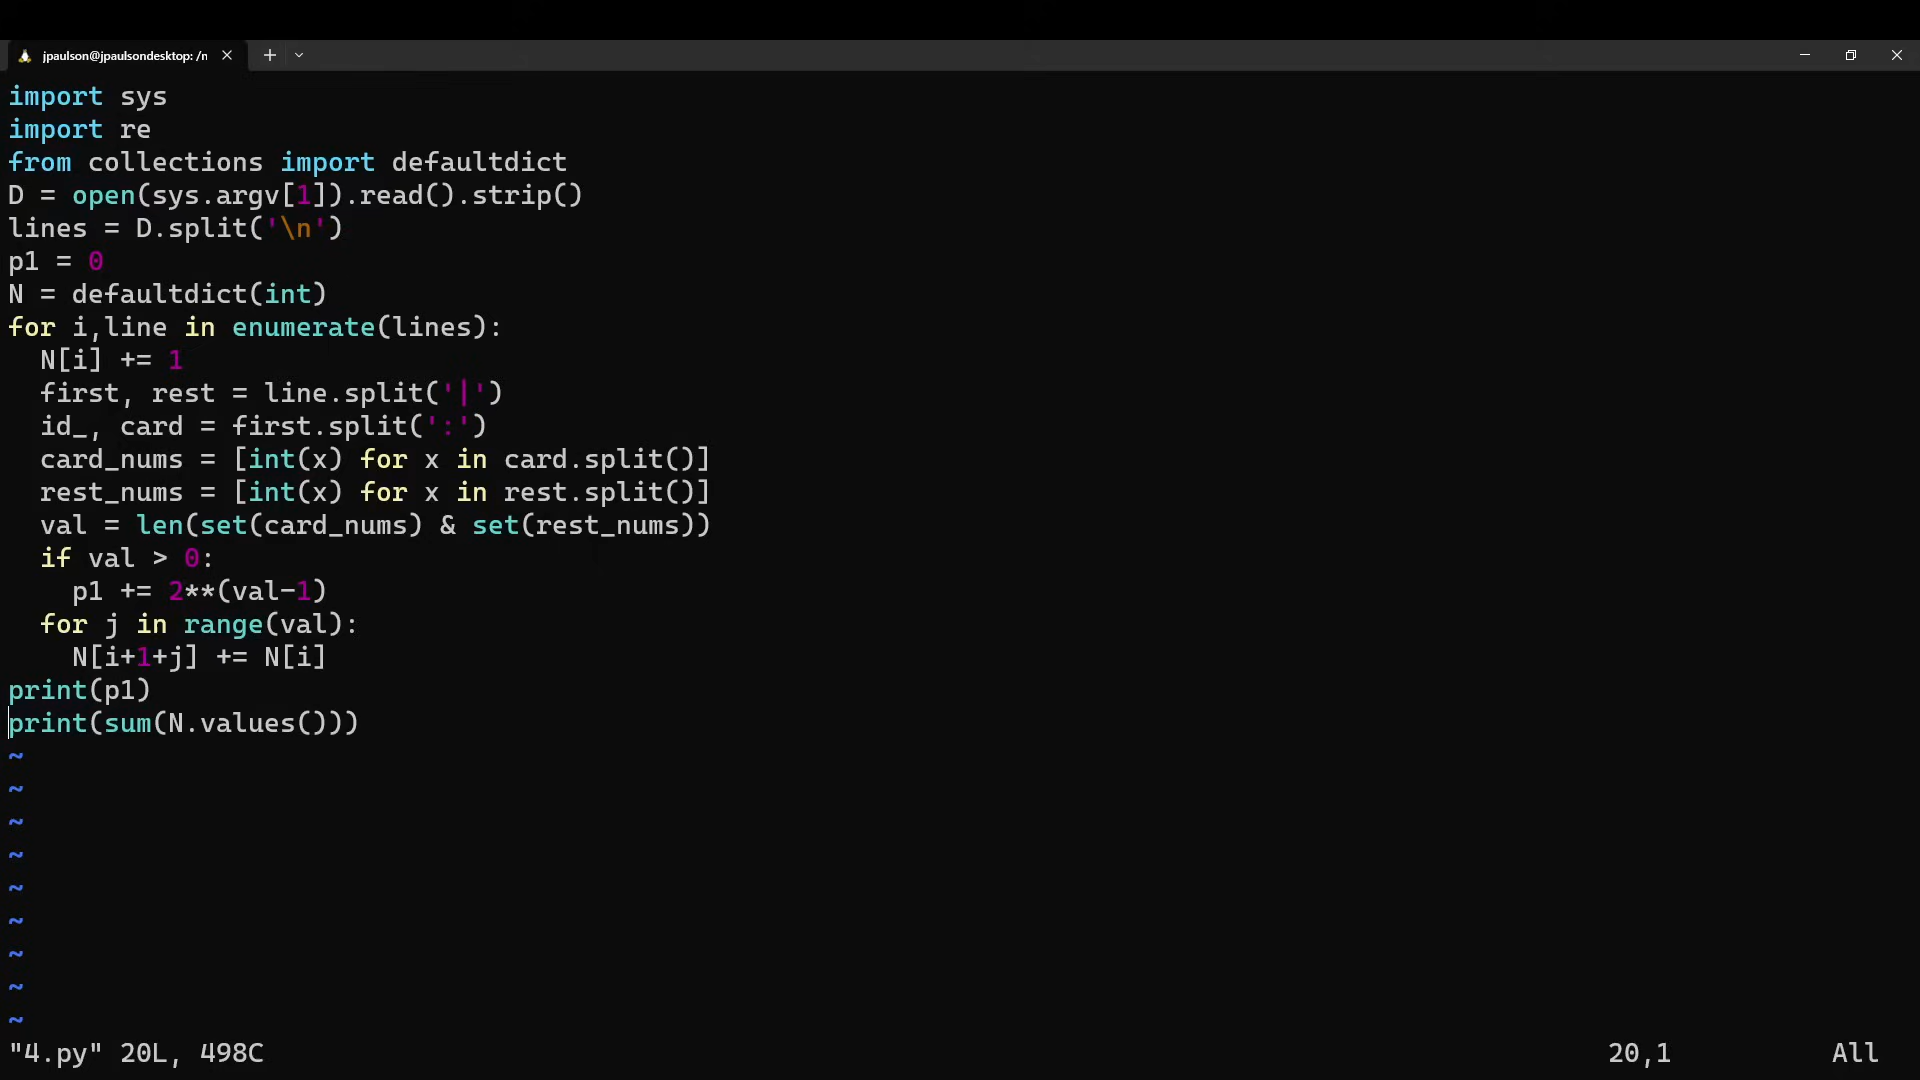 jpaulson@jpaulsondesktop: /n
import sys
import re
from collections import defaultdict
D = open(sys.argv[1]).read().strip()
lines = D.split('\n')
p1 = 0
N = defaultdict(int)
for i,line in enumerate(lines):
  N[i] += 1
  first, rest = line.split('|')
  id_, card = first.split(':')
  card_nums = [int(x) for x in card.split()]
  rest_nums = [int(x) for x in rest.split()]
  val = len(set(card_nums) & set(rest_nums))
  if val > 0:
    p1 += 2**(val-1)
  for j in range(val):
    N[i+1+j] += N[i]
print(p1)
print(sum(N.values()))
~
~
~
~
~
~
~
~
~
"4.py" 20L, 498C 20,1 All